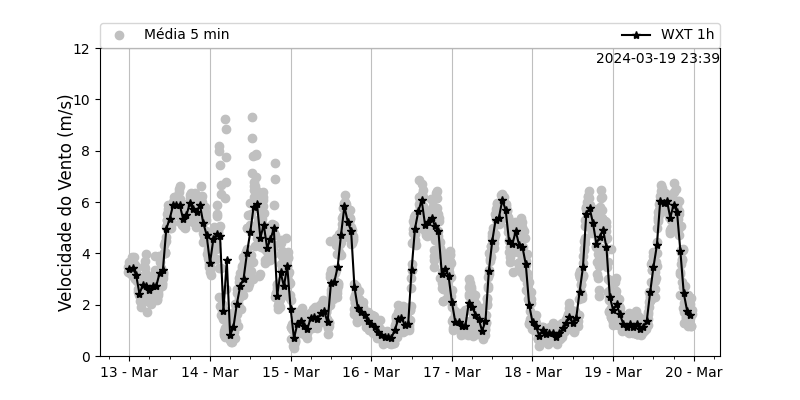 Média 5 min
WXT 1h
2024-03-19 23:39
Velocidade do Vento (m/s)
12
10
8
6
4
2
0
13 - Mar
14 - Mar
15 - Mar
16 - Mar
17 - Mar
18 - Mar
19 - Mar
20 - Mar